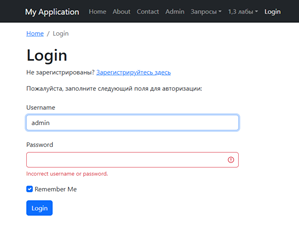 My Application Home About Contact Admin Запросы 1,3 лабы Login
Home / Login
Login
Не зарегистрированы? Зарегистрируйтесь здесь
Пожалуйста, заполните следующий поля для авторизации:
Username
admin
Password
Incorrect username or password.
Remember Me
Login